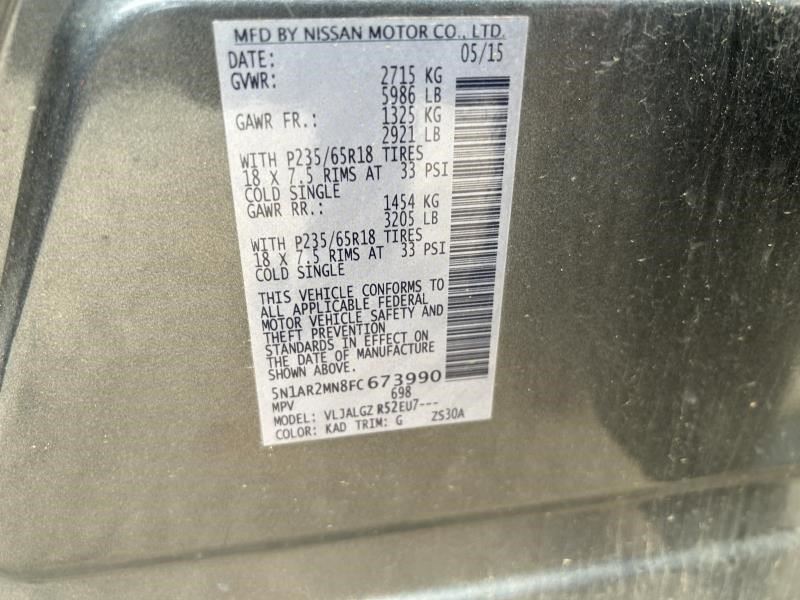 MFD BY NISSAN MOTOR CO., LTD.
DATE: 05/15
GVWR: 2715 KG
5986 LB
GAWR FR.: 1325 KG
2921 LB
WITH P235/65R18 TIRES
18 X 7.5 RIMS AT 33 PSI
COLD SINGLE
GAWR RR.: 1454 KG
3205 LB
WITH P235/65R18 TIRES
18 X 7.5 RIMS AT 33 PSI
COLD SINGLE
THIS VEHICLE CONFORMS TO
ALL APPLICABLE FEDERAL
MOTOR VEHICLE SAFETY AND
THEFT PREVENTION
STANDARDS IN EFFECT ON
THE DATE OF MANUFACTURE
SHOWN ABOVE.
5N1AR2MN8FC673990
MPV 698
MODEL: VLJALGZ R52EU7---
COLOR: KAD TRIM: G ZS30A